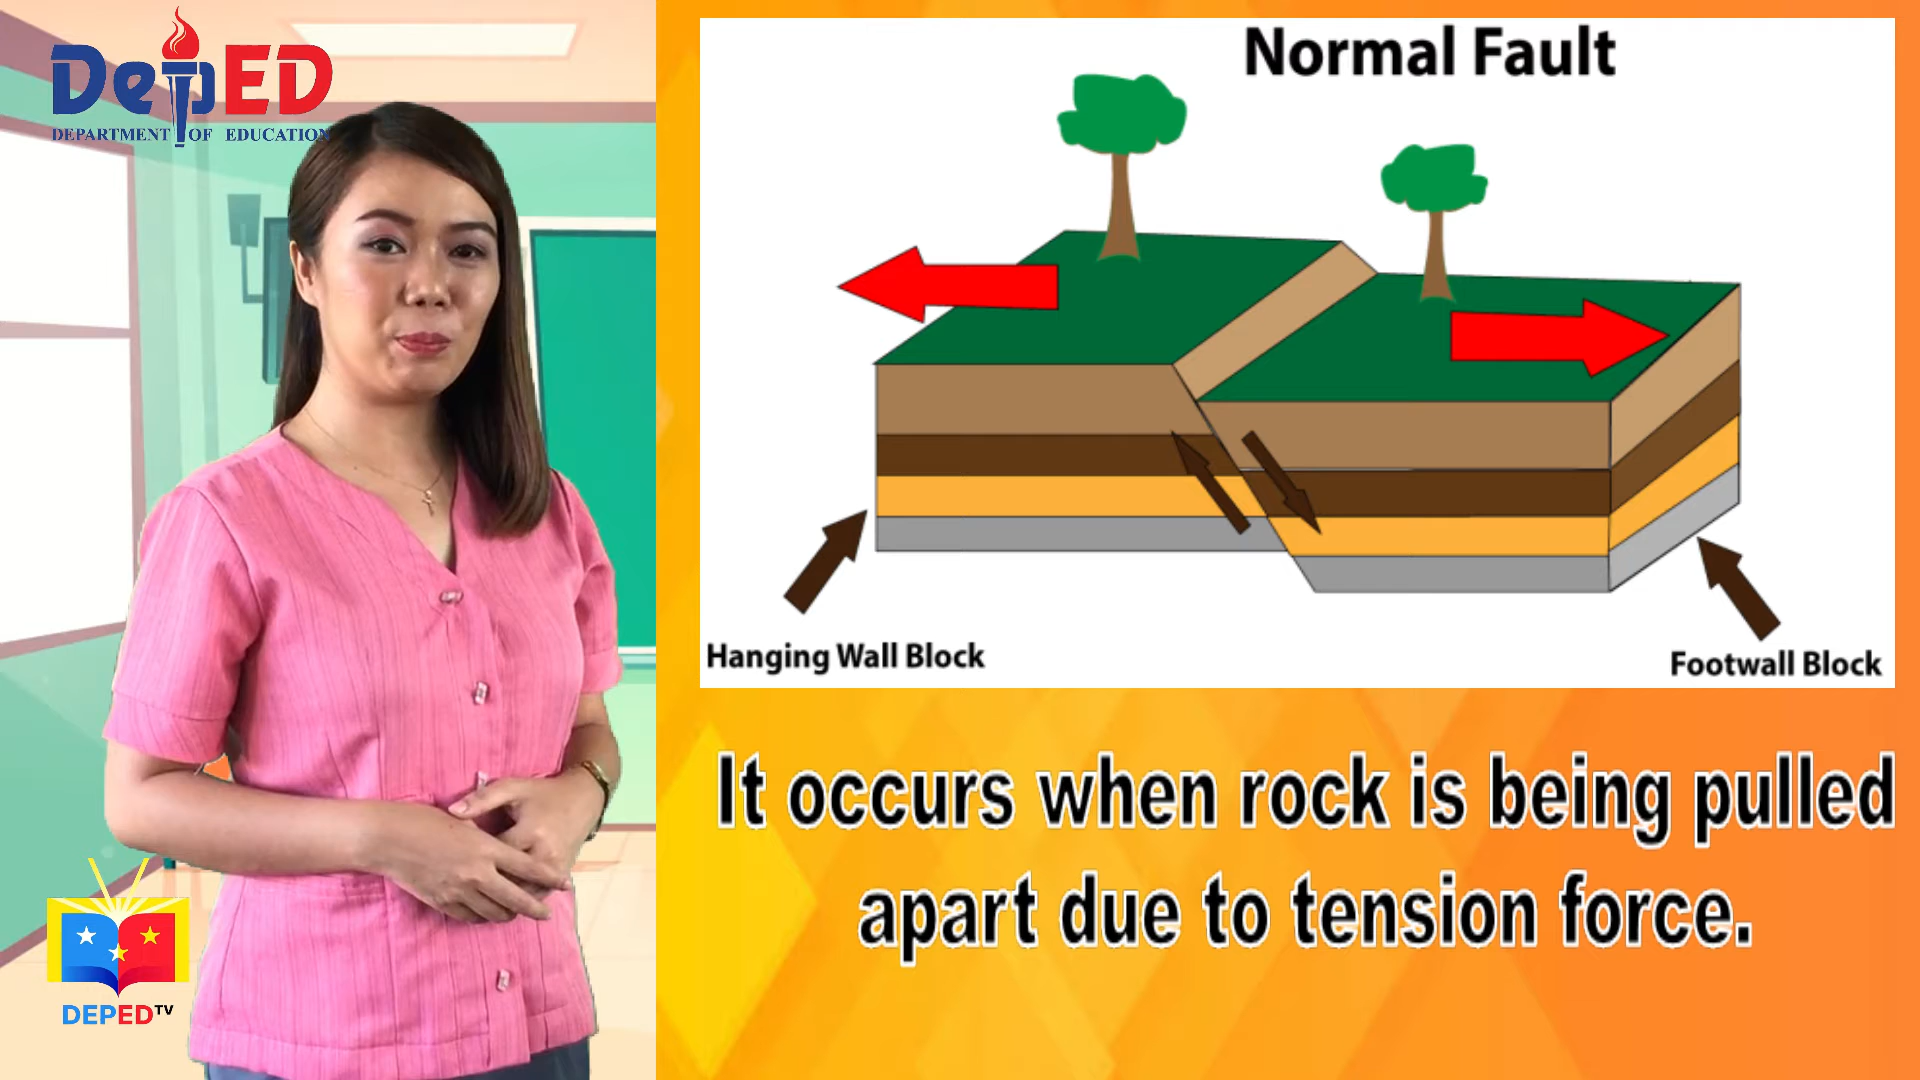 DepED
DEPARTMENT OF EDUCATION
Normal Fault
Hanging Wall Block
Footwall Block
It occurs when rock is being pulled
apart due to tension force.
DEPED TV